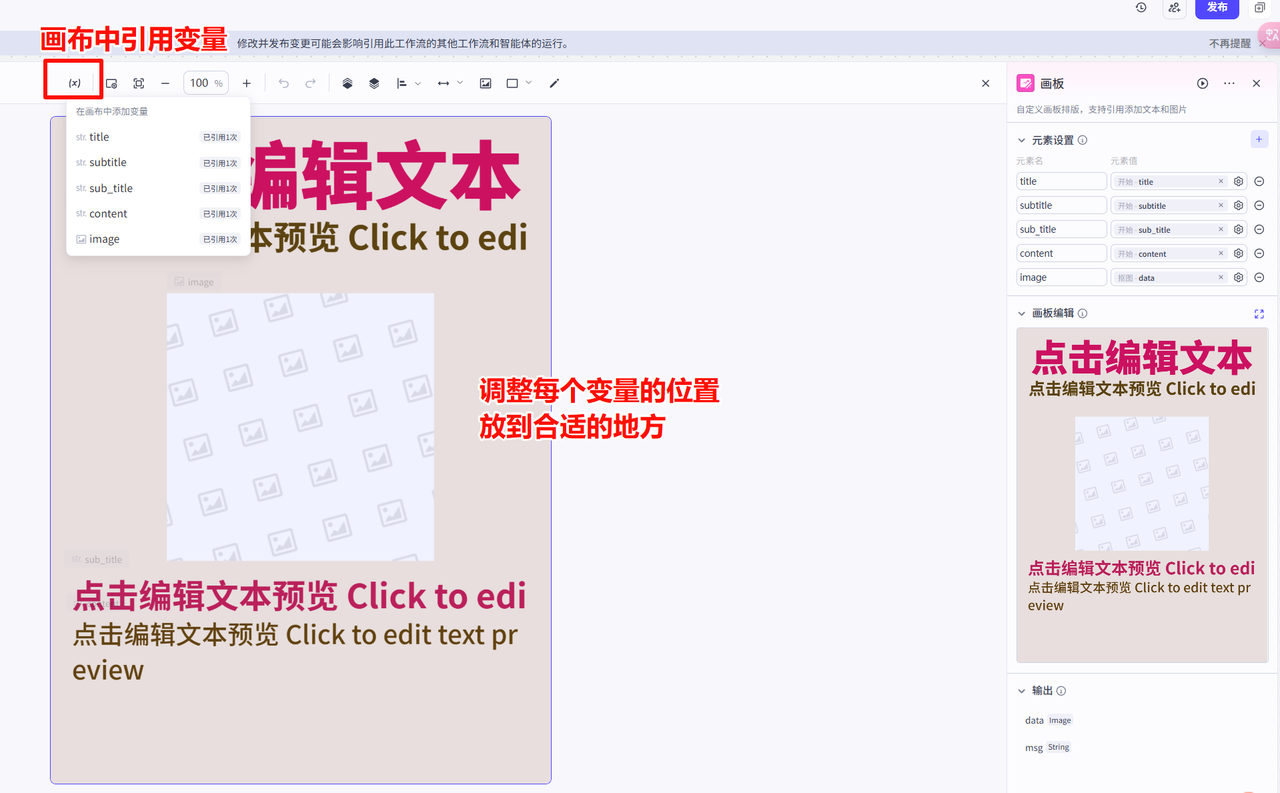 发布
画布中引用变量
修改并发布变更可能会影响引用此工作流的其他工作流和智能体的运行。
不再提醒
(x)
100 %
画板
自定义画板排版，支持引用添加文本和图片
在画布中添加变量
str. title 已引用1次
str. subtitle 已引用1次
str. sub_title 已引用1次
str. content 已引用1次
image 已引用1次
编辑文本
本预览 Click to edi
image
调整每个变量的位置
放到合适的地方
str. sub_title
点击编辑文本预览 Click to edi
点击编辑文本预览 Click to edit text pr
eview
元素设置
元素名 元素值
title 开始 · title
subtitle 开始 · subtitle
sub_title 开始 · sub_title
content 开始 · content
image 抠图 · data
画板编辑
点击编辑文本
点击编辑文本预览 Click to edi
点击编辑文本预览 Click to edi
点击编辑文本预览 Click to edit text pr
eview
输出
data Image
msg String